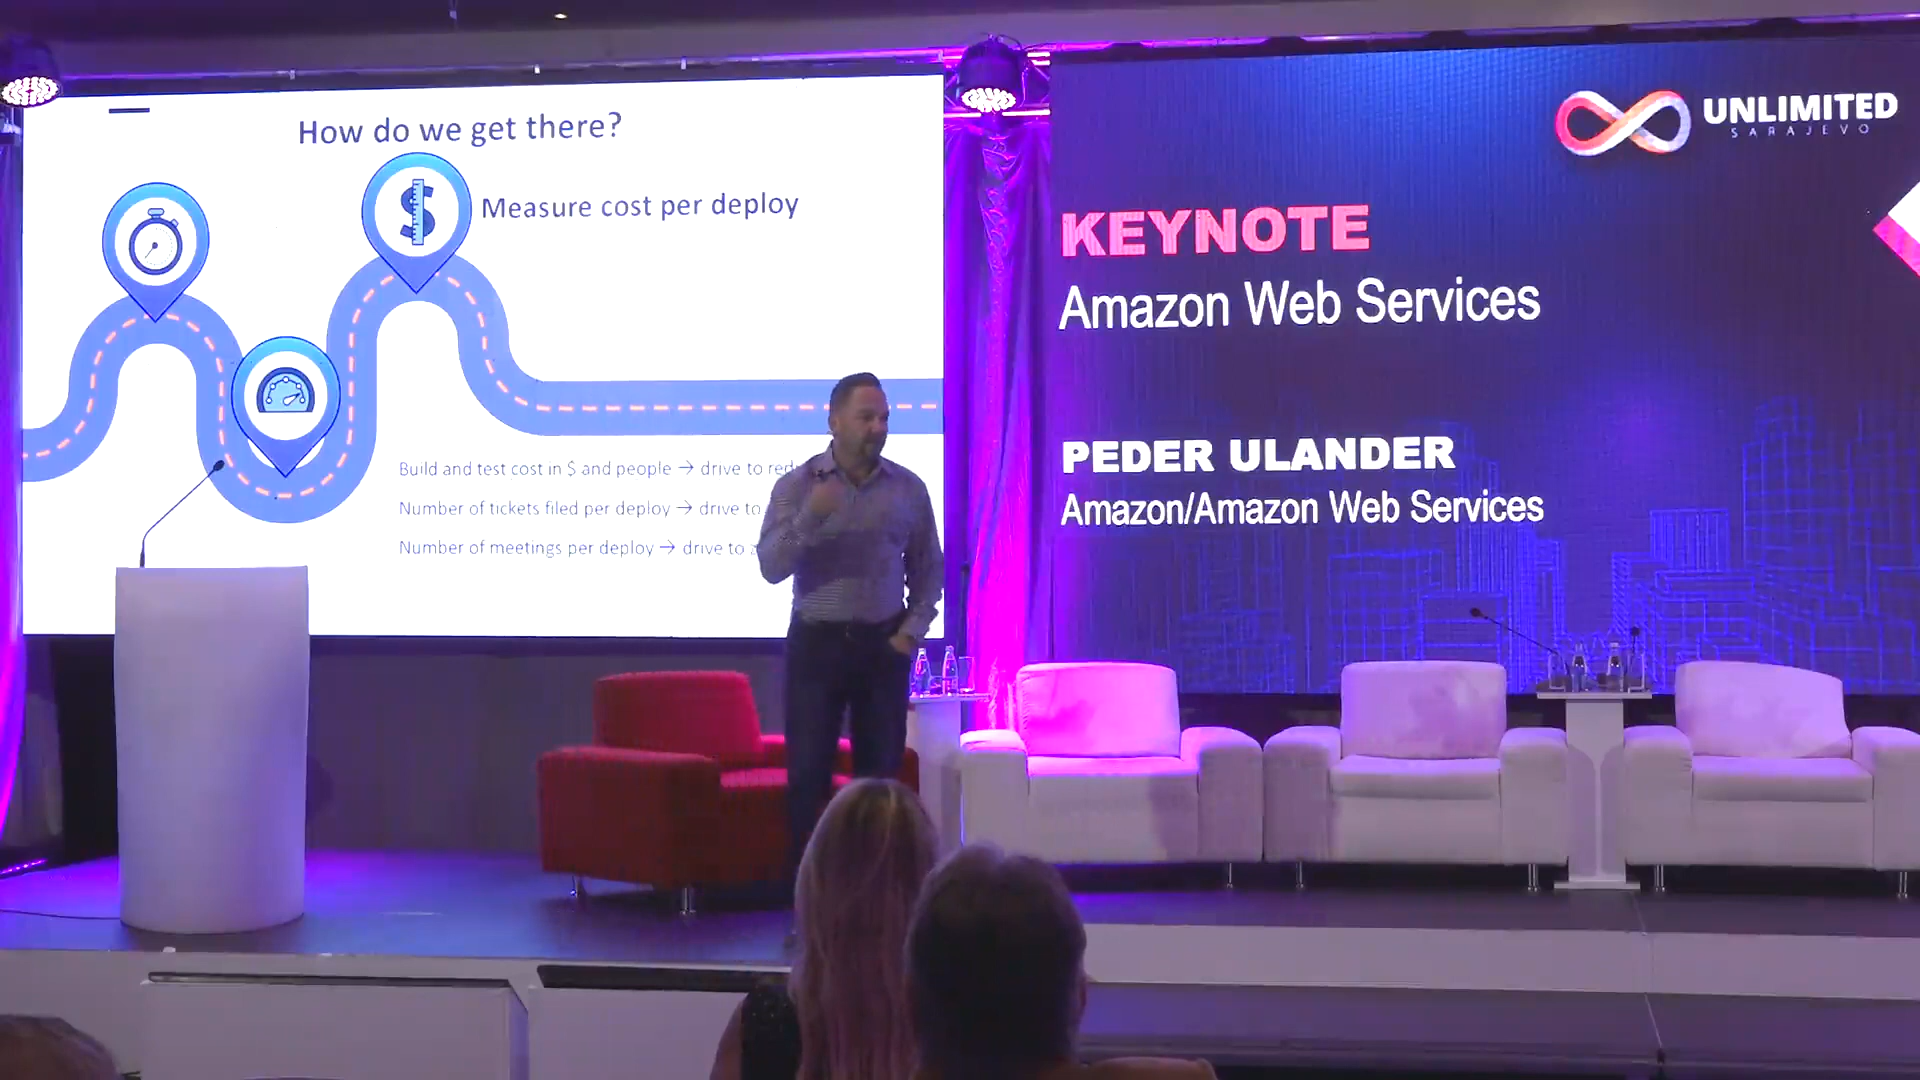 How do we get there?
Measure cost per deploy
Build and test cost in $ and people → drive to
Number of tickets filed per deploy → drive to
Number of meetings per deploy → drive to
UNLIMITED
SARAJEVO
KEYNOTE
Amazon Web Services
PEDER ULANDER
Amazon/Amazon Web Services